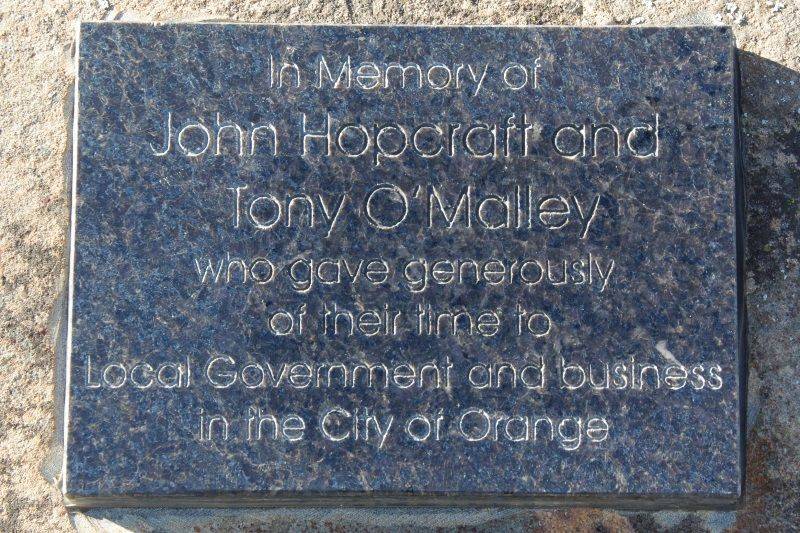 In Memory of
John Hopcraft and
Tony O'Malley
who gave generously
of their time to
Local Government and business
in the City of Orange